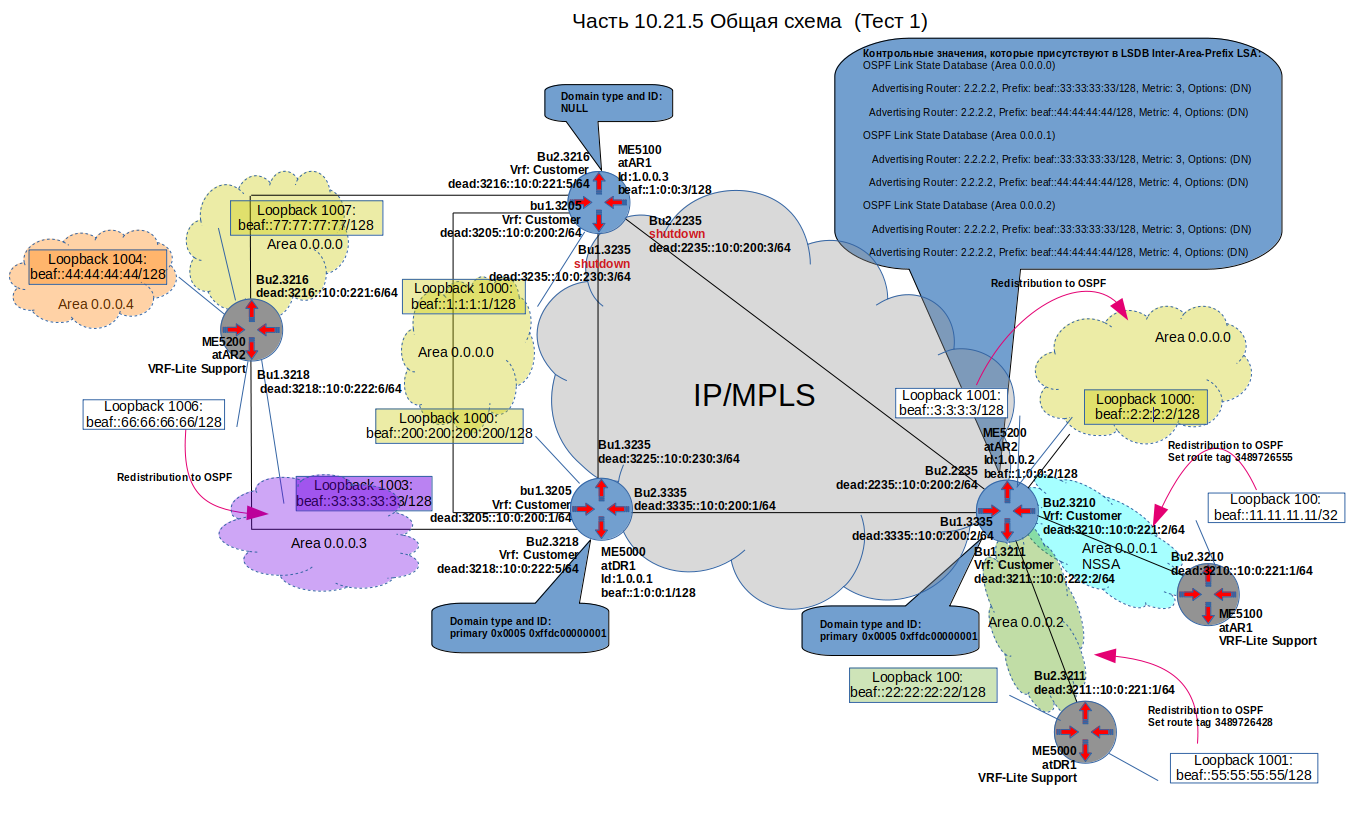 Часть 10.21.5 Общая схема  (Тест 1)
Контрольные значения, которые присутствуют в LSDB Inter-Area-Prefix LSA:
OSPF Link State Database (Area 0.0.0.0)
Advertising Router: 2.2.2.2, Prefix: beaf::33:33:33:33/128, Metric: 3, Options: (DN)
Advertising Router: 2.2.2.2, Prefix: beaf::44:44:44:44/128, Metric: 4, Options: (DN)
OSPF Link State Database (Area 0.0.0.1)
Advertising Router: 2.2.2.2, Prefix: beaf::33:33:33:33/128, Metric: 3, Options: (DN)
Advertising Router: 2.2.2.2, Prefix: beaf::44:44:44:44/128, Metric: 4, Options: (DN)
OSPF Link State Database (Area 0.0.0.2)
Advertising Router: 2.2.2.2, Prefix: beaf::33:33:33:33/128, Metric: 3, Options: (DN)
Advertising Router: 2.2.2.2, Prefix: beaf::44:44:44:44/128, Metric: 4, Options: (DN)
Domain type and ID:
NULL
Bu2.3216
Vrf: Customer
dead:3216::10:0:221:5/64
ME5100
atAR1
Id:1.0.0.3
beaf::1:0:0:3/128
bu1.3205
Vrf: Customer
dead:3205::10:0:200:2/64
Bu2.2235
shutdown
dead:2235::10:0:200:3/64
Bu1.3235
shutdown
dead:3235::10:0:230:3/64
Loopback 1007:
beaf::77:77:77:77/128
Area 0.0.0.0
Loopback 1004:
beaf::44:44:44:44/128
Area 0.0.0.4
Bu2.3216
dead:3216::10:0:221:6/64
ME5200
atAR2
VRF-Lite Support
Bu1.3218
dead:3218::10:0:222:6/64
Loopback 1000:
beaf::1:1:1:1/128
Area 0.0.0.0
Loopback 1000:
beaf::200:200:200:200/128
IP/MPLS
Redistribution to OSPF
Area 0.0.0.0
Loopback 1001:
beaf::3:3:3:3/128
Loopback 1000:
beaf::2:2:2:2/128
Loopback 1006:
beaf::66:66:66:66/128
Redistribution to OSPF
Loopback 1003:
beaf::33:33:33:33/128
Area 0.0.0.3
Bu1.3235
dead:3225::10:0:230:3/64
bu1.3205
Vrf: Customer
dead:3205::10:0:200:1/64
Bu2.3335
dead:3335::10:0:200:1/64
Bu2.3218
Vrf: Customer
dead:3218::10:0:222:5/64
ME5000
atDR1
Id:1.0.0.1
beaf::1:0:0:1/128
Domain type and ID:
primary 0x0005 0xffdc00000001
ME5200
atAR2
Id:1.0.0.2
beaf::1:0:0:2/128
Bu2.2235
dead:2235::10:0:200:2/64
Bu1.3335
dead:3335::10:0:200:2/64
Bu2.3210
Vrf: Customer
dead:3210::10:0:221:2/64
Bu1.3211
Vrf: Customer
dead:3211::10:0:222:2/64
Redistribution to OSPF
Set route tag 3489726555
Loopback 100:
beaf::11.11.11.11/32
Area 0.0.0.1
NSSA
Bu2.3210
dead:3210::10:0:221:1/64
ME5100
atAR1
VRF-Lite Support
Domain type and ID:
primary 0x0005 0xffdc00000001
Area 0.0.0.2
Loopback 100:
beaf::22:22:22:22/128
Bu2.3211
dead:3211::10:0:221:1/64
Redistribution to OSPF
Set route tag 3489726428
ME5000
atDR1
VRF-Lite Support
Loopback 1001:
beaf::55:55:55:55/128